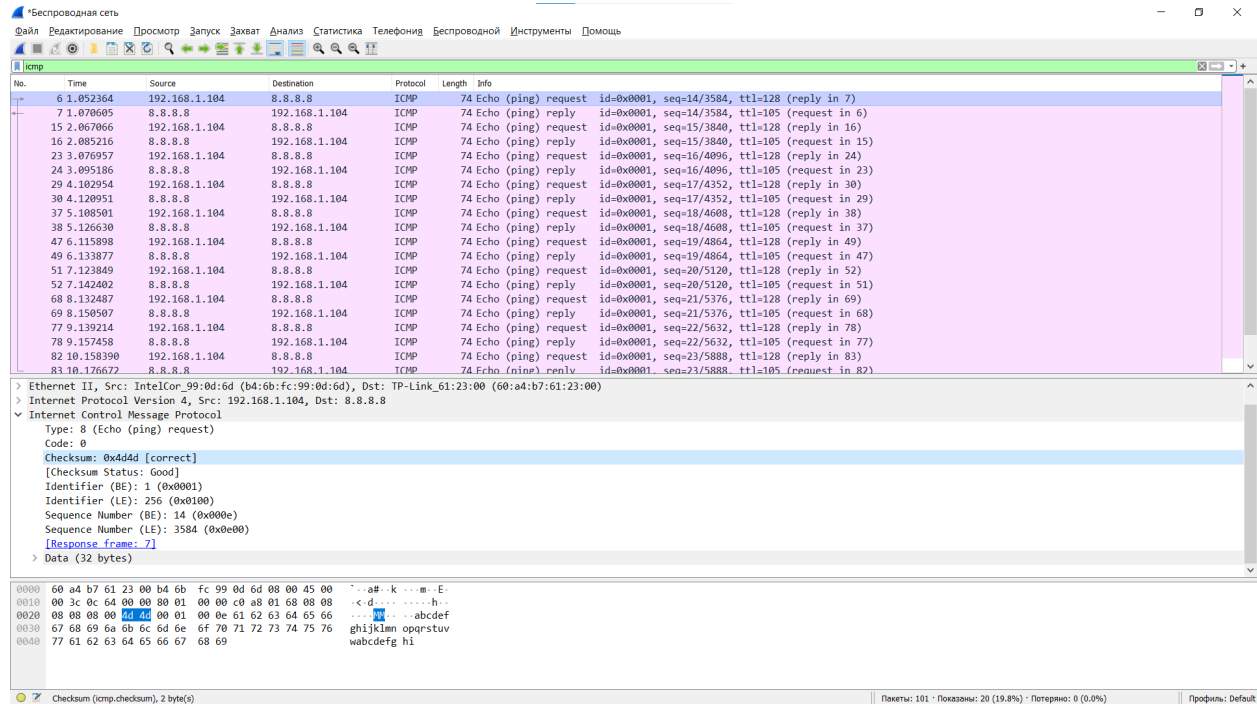 *Беспроводная сеть
Файл Редактирование Просмотр Запуск Захват Анализ Статистика Телефония Беспроводной Инструменты Помощь
icmp
No. Time Source Destination Protocol Length Info
6 1.052364 192.168.1.104 8.8.8.8 ICMP 74 Echo (ping) request id=0x0001, seq=14/3584, ttl=128 (reply in 7)
7 1.070605 8.8.8.8 192.168.1.104 ICMP 74 Echo (ping) reply id=0x0001, seq=14/3584, ttl=105 (request in 6)
15 2.067066 192.168.1.104 8.8.8.8 ICMP 74 Echo (ping) request id=0x0001, seq=15/3840, ttl=128 (reply in 16)
16 2.085216 8.8.8.8 192.168.1.104 ICMP 74 Echo (ping) reply id=0x0001, seq=15/3840, ttl=105 (request in 15)
23 3.076957 192.168.1.104 8.8.8.8 ICMP 74 Echo (ping) request id=0x0001, seq=16/4096, ttl=128 (reply in 24)
24 3.095186 8.8.8.8 192.168.1.104 ICMP 74 Echo (ping) reply id=0x0001, seq=16/4096, ttl=105 (request in 23)
29 4.102954 192.168.1.104 8.8.8.8 ICMP 74 Echo (ping) request id=0x0001, seq=17/4352, ttl=128 (reply in 30)
30 4.120951 8.8.8.8 192.168.1.104 ICMP 74 Echo (ping) reply id=0x0001, seq=17/4352, ttl=105 (request in 29)
37 5.108501 192.168.1.104 8.8.8.8 ICMP 74 Echo (ping) request id=0x0001, seq=18/4608, ttl=128 (reply in 38)
38 5.126630 8.8.8.8 192.168.1.104 ICMP 74 Echo (ping) reply id=0x0001, seq=18/4608, ttl=105 (request in 37)
47 6.115898 192.168.1.104 8.8.8.8 ICMP 74 Echo (ping) request id=0x0001, seq=19/4864, ttl=128 (reply in 49)
49 6.133877 8.8.8.8 192.168.1.104 ICMP 74 Echo (ping) reply id=0x0001, seq=19/4864, ttl=105 (request in 47)
51 7.123849 192.168.1.104 8.8.8.8 ICMP 74 Echo (ping) request id=0x0001, seq=20/5120, ttl=128 (reply in 52)
52 7.142402 8.8.8.8 192.168.1.104 ICMP 74 Echo (ping) reply id=0x0001, seq=20/5120, ttl=105 (request in 51)
68 8.132487 192.168.1.104 8.8.8.8 ICMP 74 Echo (ping) request id=0x0001, seq=21/5376, ttl=128 (reply in 69)
69 8.150507 8.8.8.8 192.168.1.104 ICMP 74 Echo (ping) reply id=0x0001, seq=21/5376, ttl=105 (request in 68)
77 9.139214 192.168.1.104 8.8.8.8 ICMP 74 Echo (ping) request id=0x0001, seq=22/5632, ttl=128 (reply in 78)
78 9.157458 8.8.8.8 192.168.1.104 ICMP 74 Echo (ping) reply id=0x0001, seq=22/5632, ttl=105 (request in 77)
82 10.158390 192.168.1.104 8.8.8.8 ICMP 74 Echo (ping) request id=0x0001, seq=23/5888, ttl=128 (reply in 83)
83 10.176672 8.8.8.8 192.168.1.104 ICMP 74 Echo (ping) reply id=0x0001, seq=23/5888, ttl=105 (request in 82)
Ethernet II, Src: IntelCor_99:0d:6d (b4:6b:fc:99:0d:6d), Dst: TP-Link_61:23:00 (60:a4:b7:61:23:00)
Internet Protocol Version 4, Src: 192.168.1.104, Dst: 8.8.8.8
Internet Control Message Protocol
Type: 8 (Echo (ping) request)
Code: 0
Checksum: 0x4d4d [correct]
[Checksum Status: Good]
Identifier (BE): 1 (0x0001)
Identifier (LE): 256 (0x0100)
Sequence Number (BE): 14 (0x000e)
Sequence Number (LE): 3584 (0x0e00)
[Response frame: 7]
Data (32 bytes)
0000 60 a4 b7 61 23 00 b4 6b fc 99 0d 6d 08 00 45 00 `··a#··k ···m··E·
0010 00 3c 0c 64 00 00 80 01 00 00 c0 a8 01 68 08 08 ·<·d···· ·····h··
0020 08 08 08 00 4d 4d 00 01 00 0e 61 62 63 64 65 66 ····MM·· ··abcdef
0030 67 68 69 6a 6b 6c 6d 6e 6f 70 71 72 73 74 75 76 ghijklmn opqrstuv
0040 77 61 62 63 64 65 66 67 68 69 wabcdefg hi
Checksum (icmp.checksum), 2 byte(s) Пакеты: 101 · Показаны: 20 (19.8%) · Потеряно: 0 (0.0%) Профиль: Default